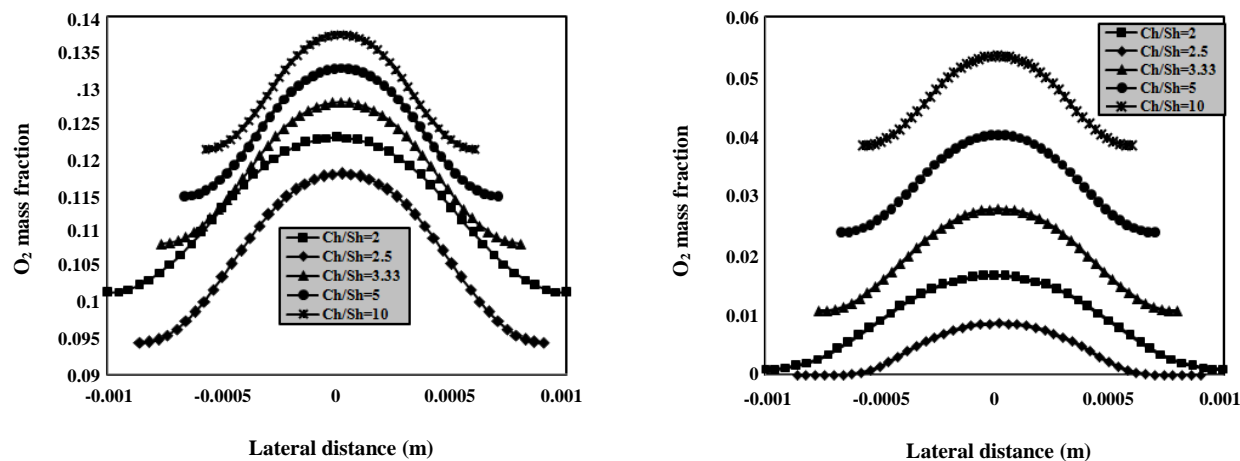 0.14
0.135
.13
0.125
0.12
0.115
0.11
0.105
0.1
0.095
0.09
O2 mass fraction
Ch/Sh=2
Ch/Sh=2.5
Ch/Sh=3.33
Ch/Sh=5
Ch/Sh=10
-0.001 -0.0005 0 0.0005 0.001
Lateral distance (m)
0.06
0.05
0.04
0.03
0.02
0.01
0
O2 mass fraction
Ch/Sh=2
Ch/Sh=2.5
Ch/Sh=3.33
Ch/Sh=5
Ch/Sh=10
-0.001 -0.0005 0 0.0005 0.001
Lateral distance (m)